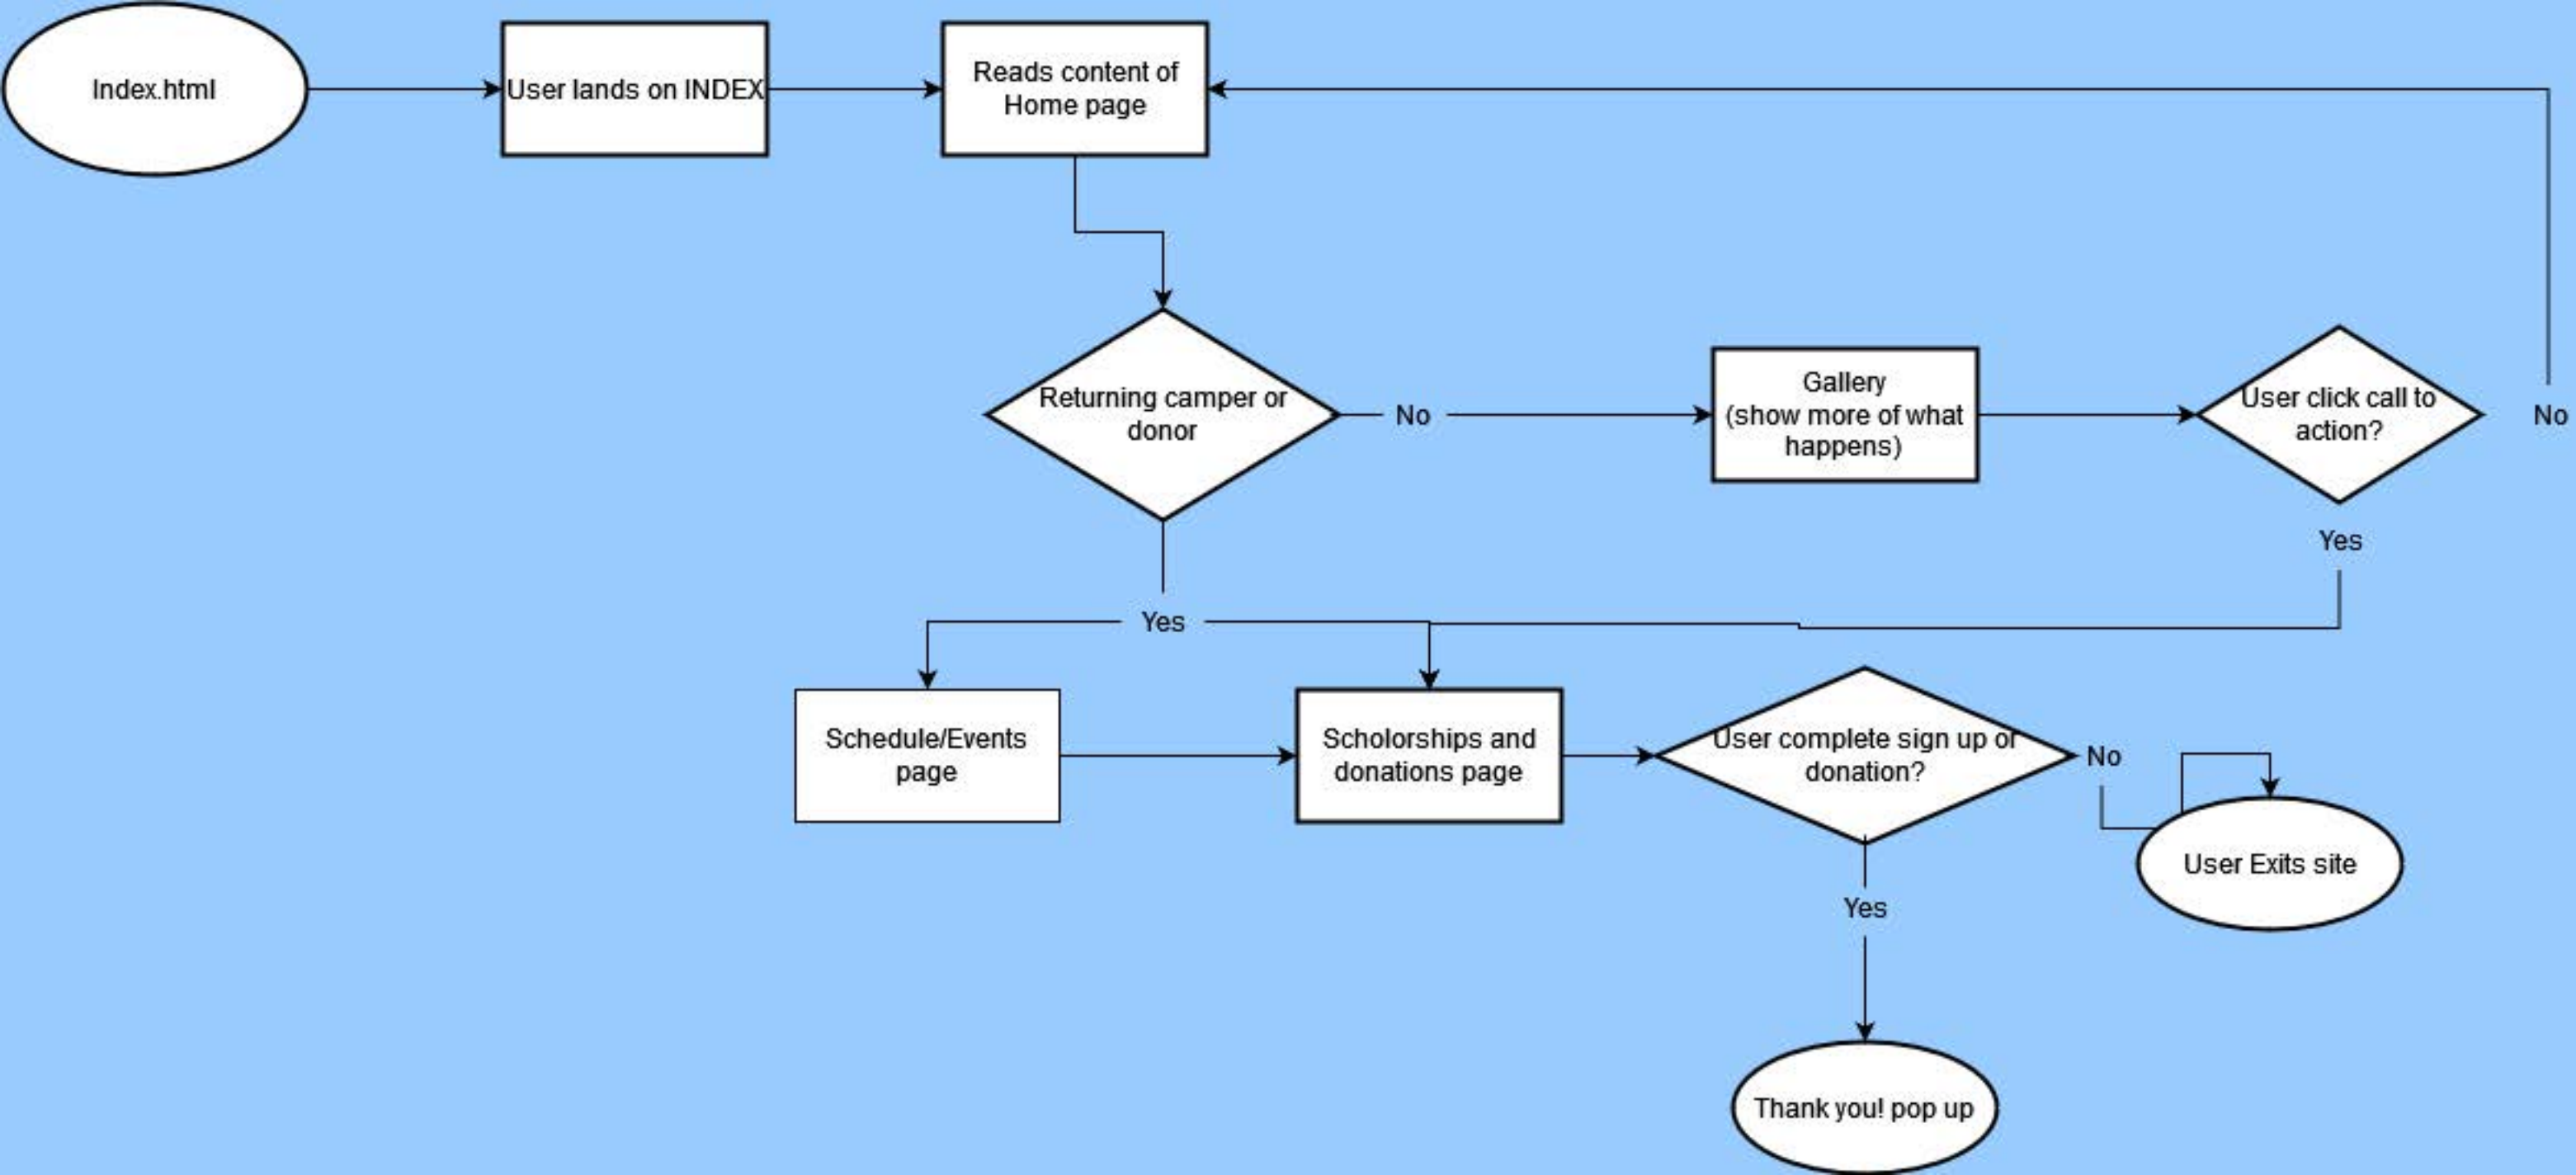 Index.html
User lands on INDEX
Reads content of
Home page
Returning camper or
donor
No
Gallery
(show more of what
happens)
User click call to
action?
No
Yes
Yes
Schedule/Events
page
Scholorships and
donations page
User complete sign up or
donation?
No
User Exits site
Yes
Thank you! pop up